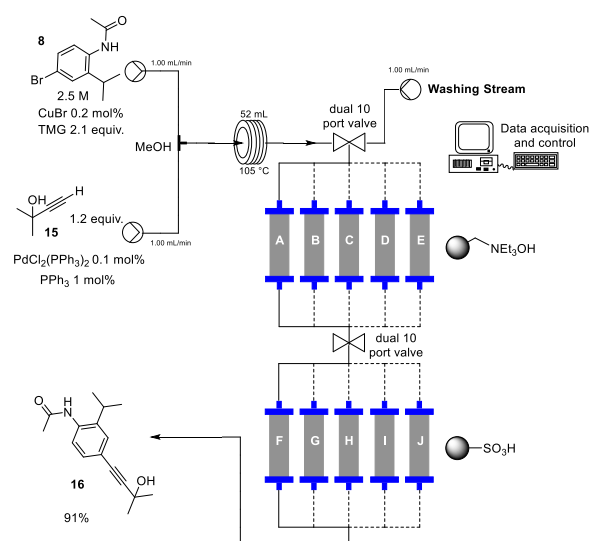 8
O
NH
Br
2.5 M
CuBr 0.2 mol%
TMG 2.1 equiv.
1.00 mL/min
MeOH
52 mL
105 °C
dual 10
port valve
1.00 mL/min
Washing Stream
Data acquisition
and control
OH
H
15
1.2 equiv.
1.00 mL/min
PdCl2(PPh3)2 0.1 mol%
PPh3 1 mol%
A
B
C
D
E
NEt3OH
dual 10
port valve
F
G
H
I
J
SO3H
O
NH
OH
16
91%